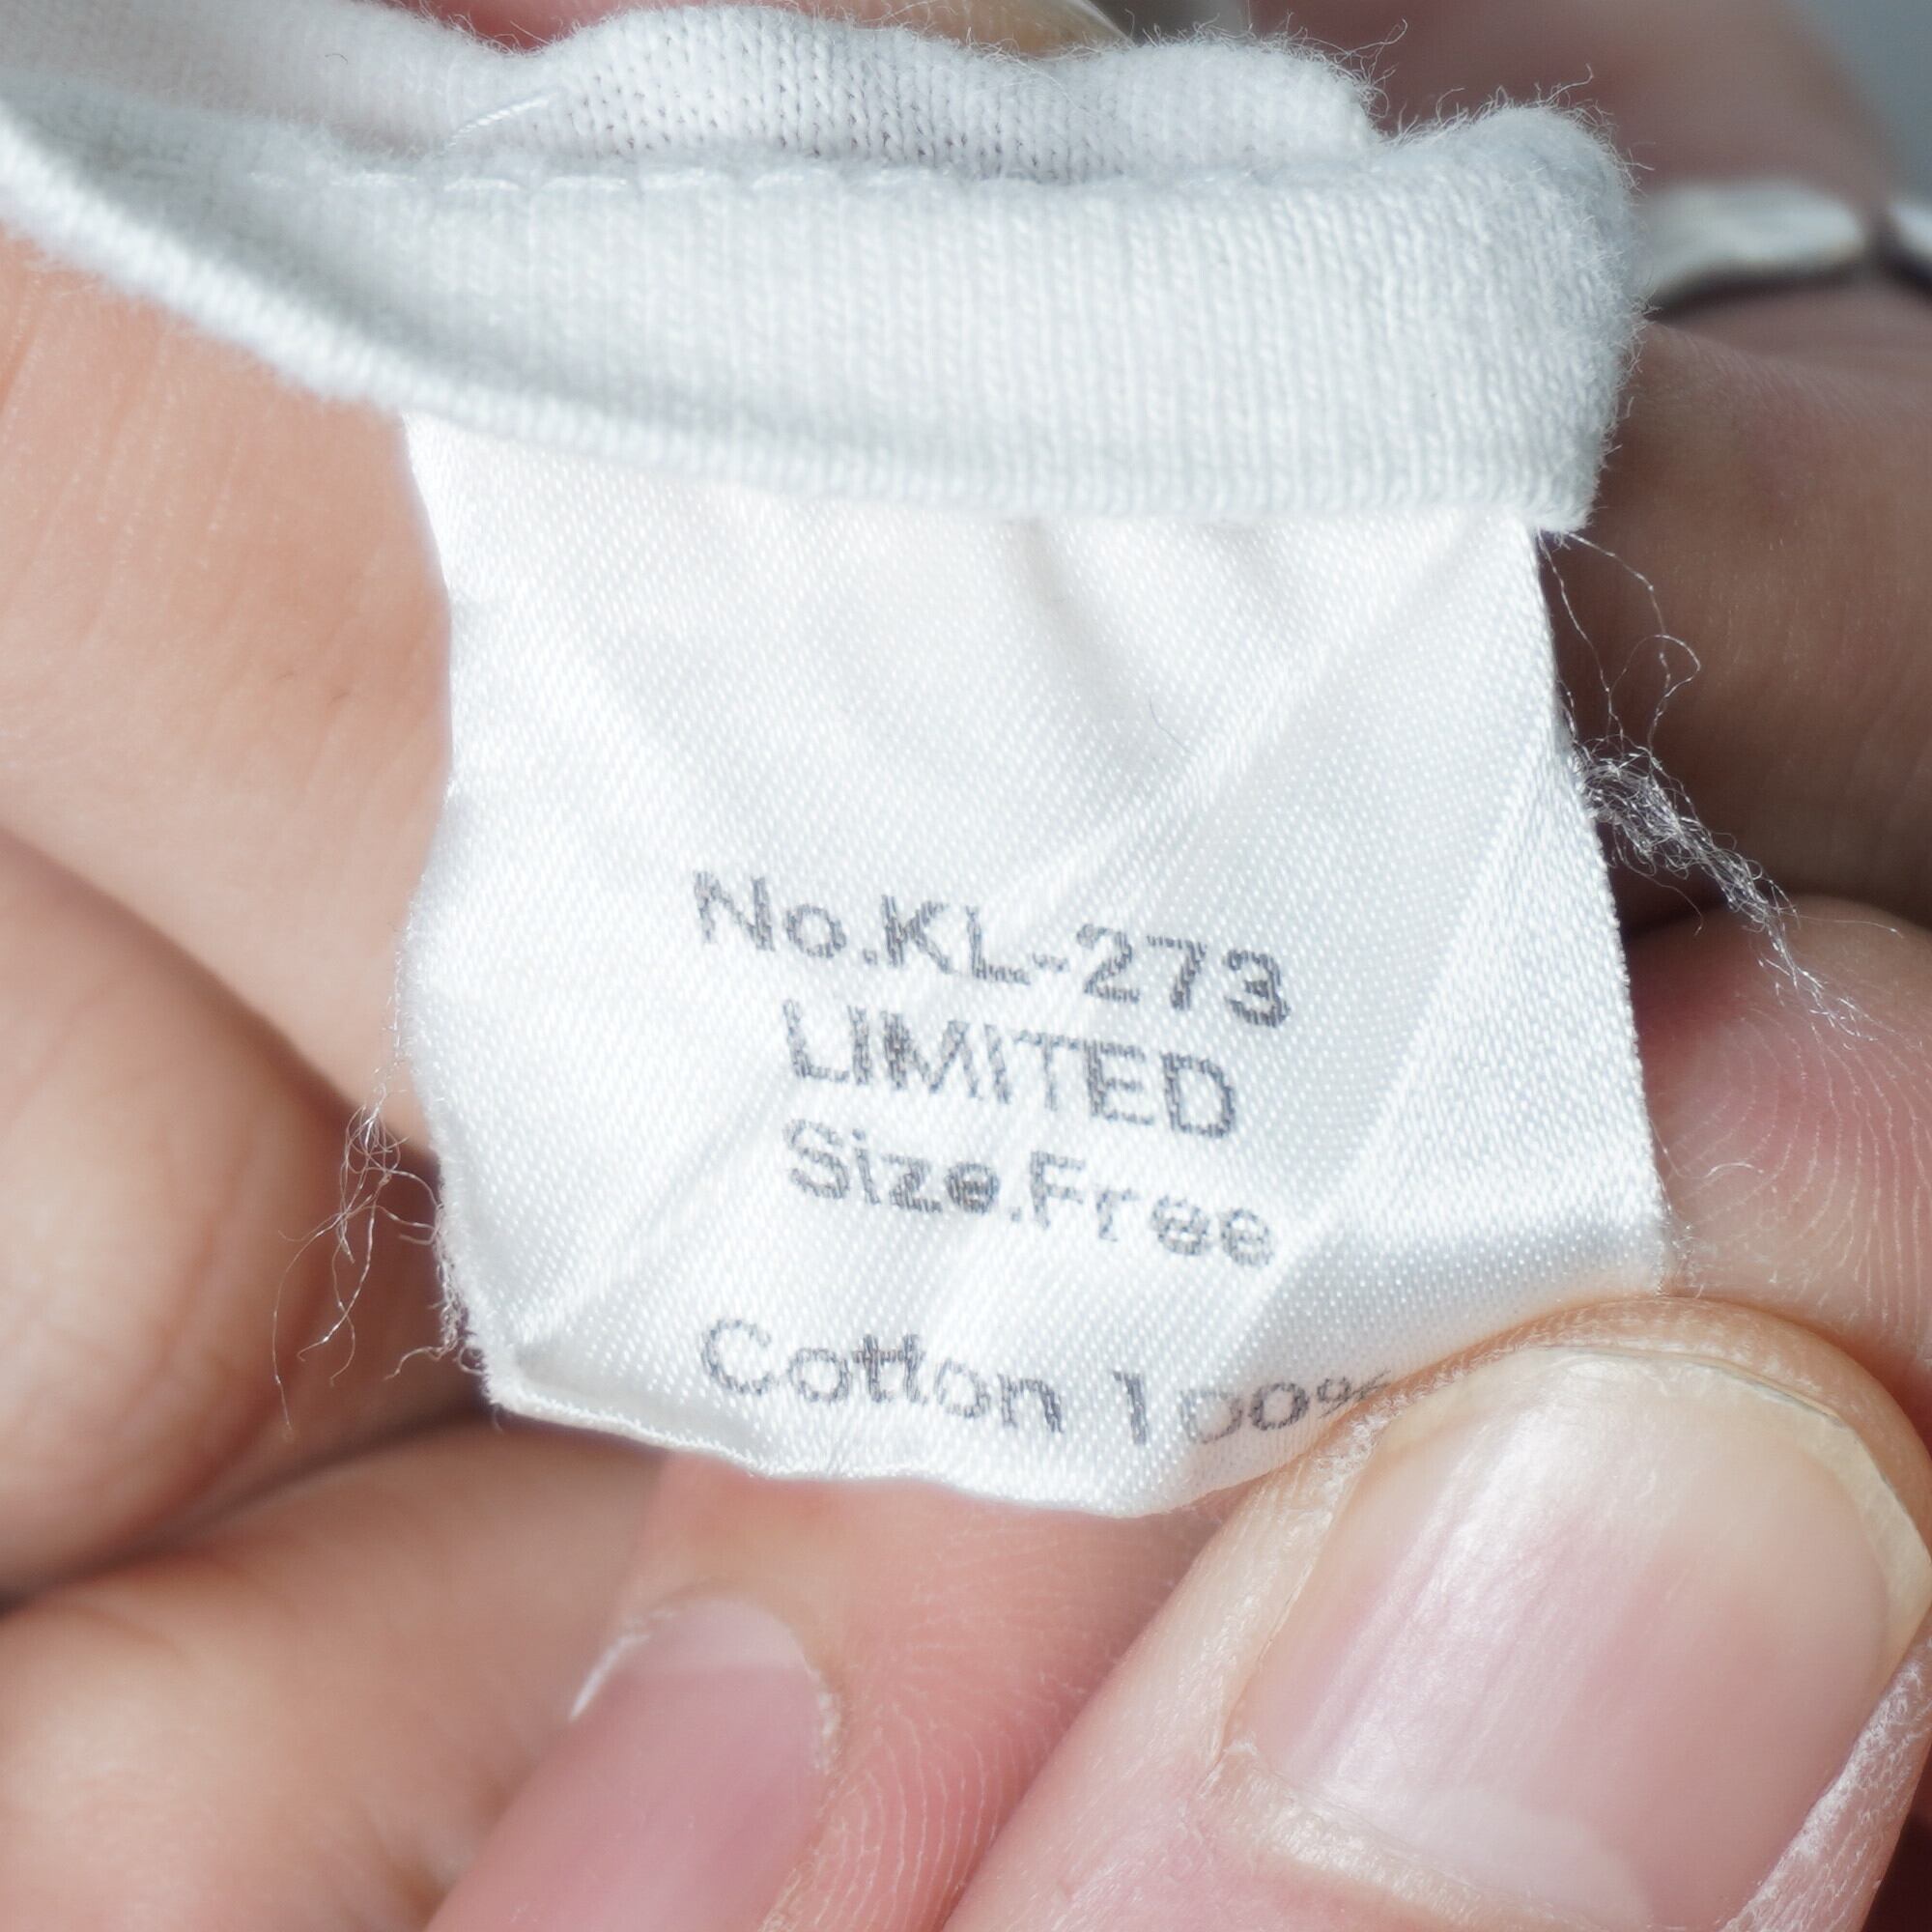 No.KL-273
LIMITED
Size.Free
Cotton 100%